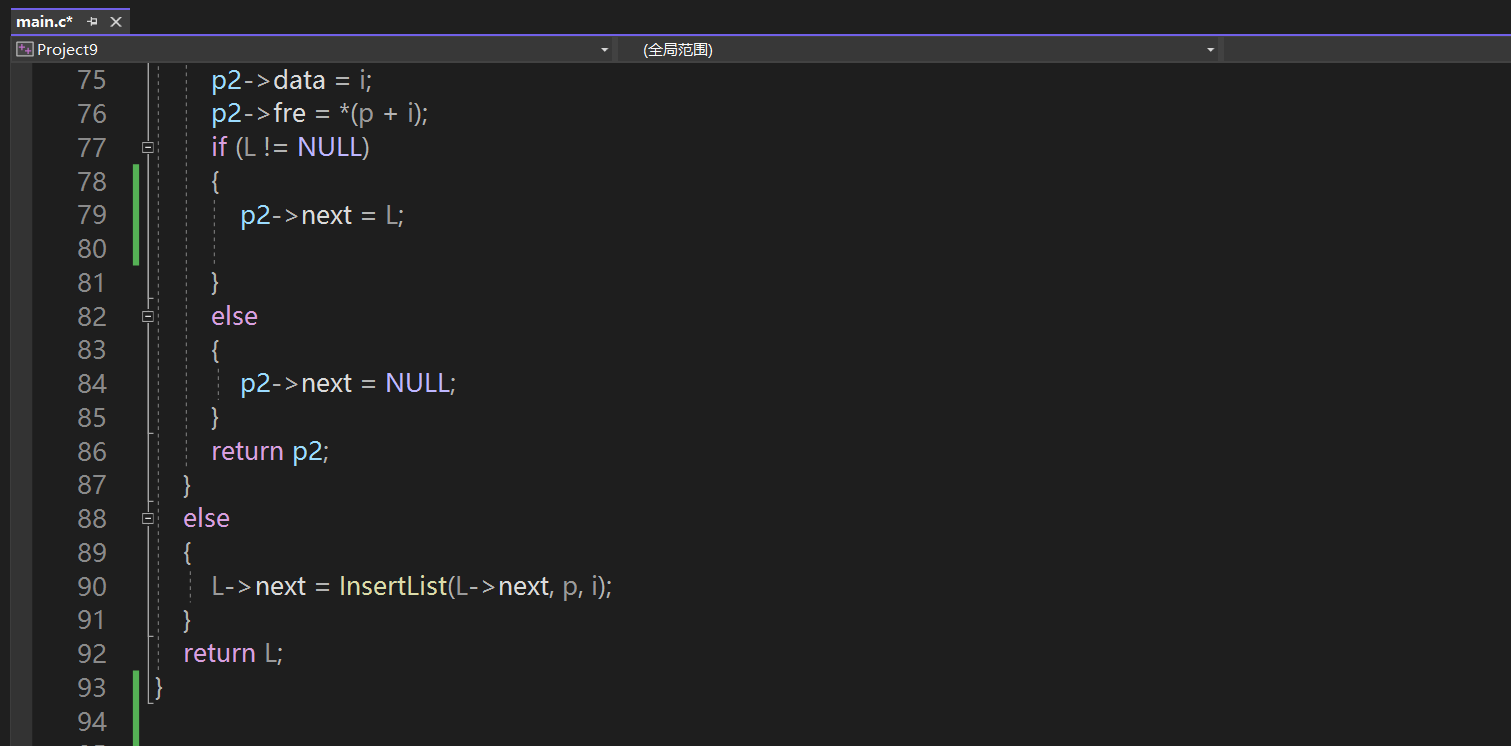 main.c*
Project9 (全局范围)
75 p2->data = i;
76 p2->fre = *(p + i);
77 if (L != NULL)
78 {
79 p2->next = L;
80
81 }
82 else
83 {
84 p2->next = NULL;
85 }
86 return p2;
87 }
88 else
89 {
90 L->next = InsertList(L->next, p, i);
91 }
92 return L;
93 }
94